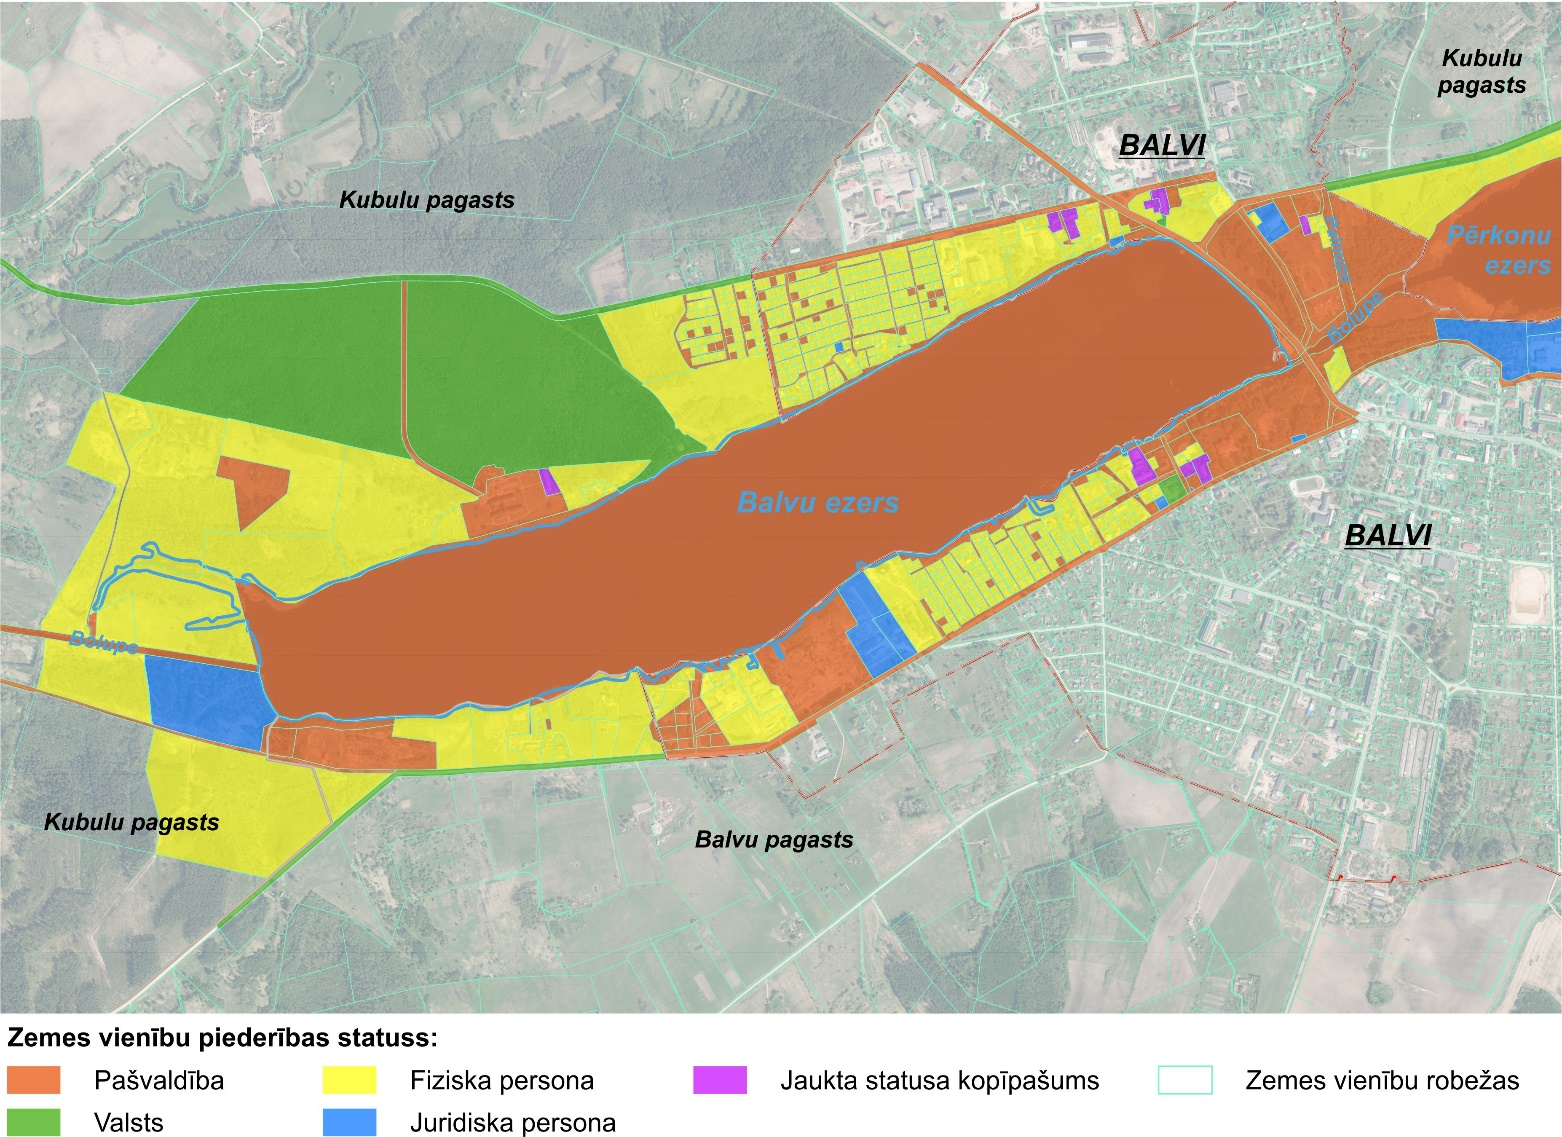 Kubulu
pagasts
BALVI
Kubulu pagasts
Pērkonu
ezers
Bolupe
Balvu ezers
BALVI
Bolupe
Kubulu pagasts
Balvu pagasts
Zemes vienību piederības statuss:
Pašvaldība
Fiziska persona
Jaukta statusa kopīpašums
Zemes vienību robežas
Valsts
Juridiska persona